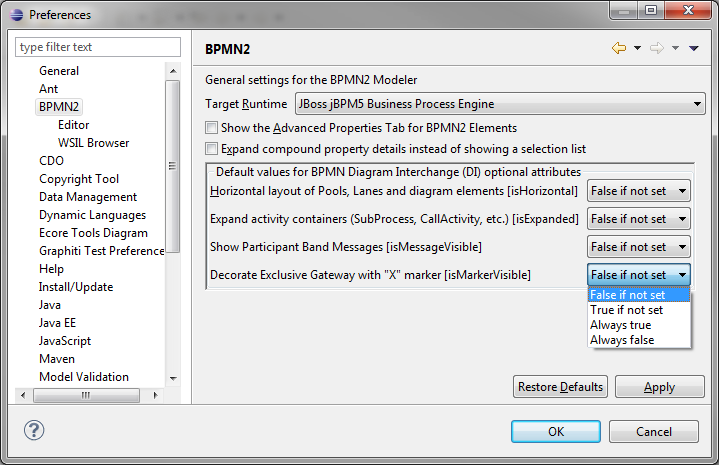 Preferences
type filter text
General
Ant
BPMN2
Editor
WSIL Browser
CDO
Copyright Tool
Data Management
Dynamic Languages
Ecore Tools Diagram
Graphiti Test Preference
Help
Install/Update
Java
Java EE
JavaScript
Maven
Model Validation
BPMN2
General settings for the BPMN2 Modeler
Target Runtime JBoss jBPM5 Business Process Engine
Show the Advanced Properties Tab for BPMN2 Elements
Expand compound property details instead of showing a selection list
Default values for BPMN Diagram Interchange (DI) optional attributes
Horizontal layout of Pools, Lanes and diagram elements [isHorizontal] False if not set
Expand activity containers (SubProcess, CallActivity, etc.) [isExpanded] False if not set
Show Participant Band Messages [isMessageVisible] False if not set
Decorate Exclusive Gateway with "X" marker [isMarkerVisible] False if not set
False if not set
True if not set
Always true
Always false
Restore Defaults Apply
? OK Cancel